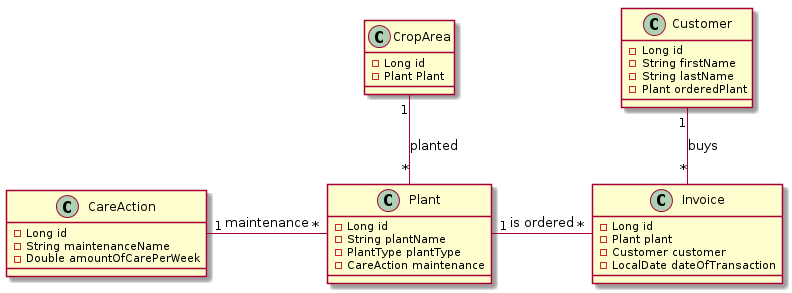 C CropArea
Long id
Plant Plant
C Customer
Long id
String firstName
String lastName
Plant orderedPlant
1
planted
*
1
buys
*
C CareAction
Long id
String maintenanceName
Double amountOfCarePerWeek
1 maintenance *
C Plant
Long id
String plantName
PlantType plantType
CareAction maintenance
1 is ordered *
C Invoice
Long id
Plant plant
Customer customer
LocalDate dateOfTransaction